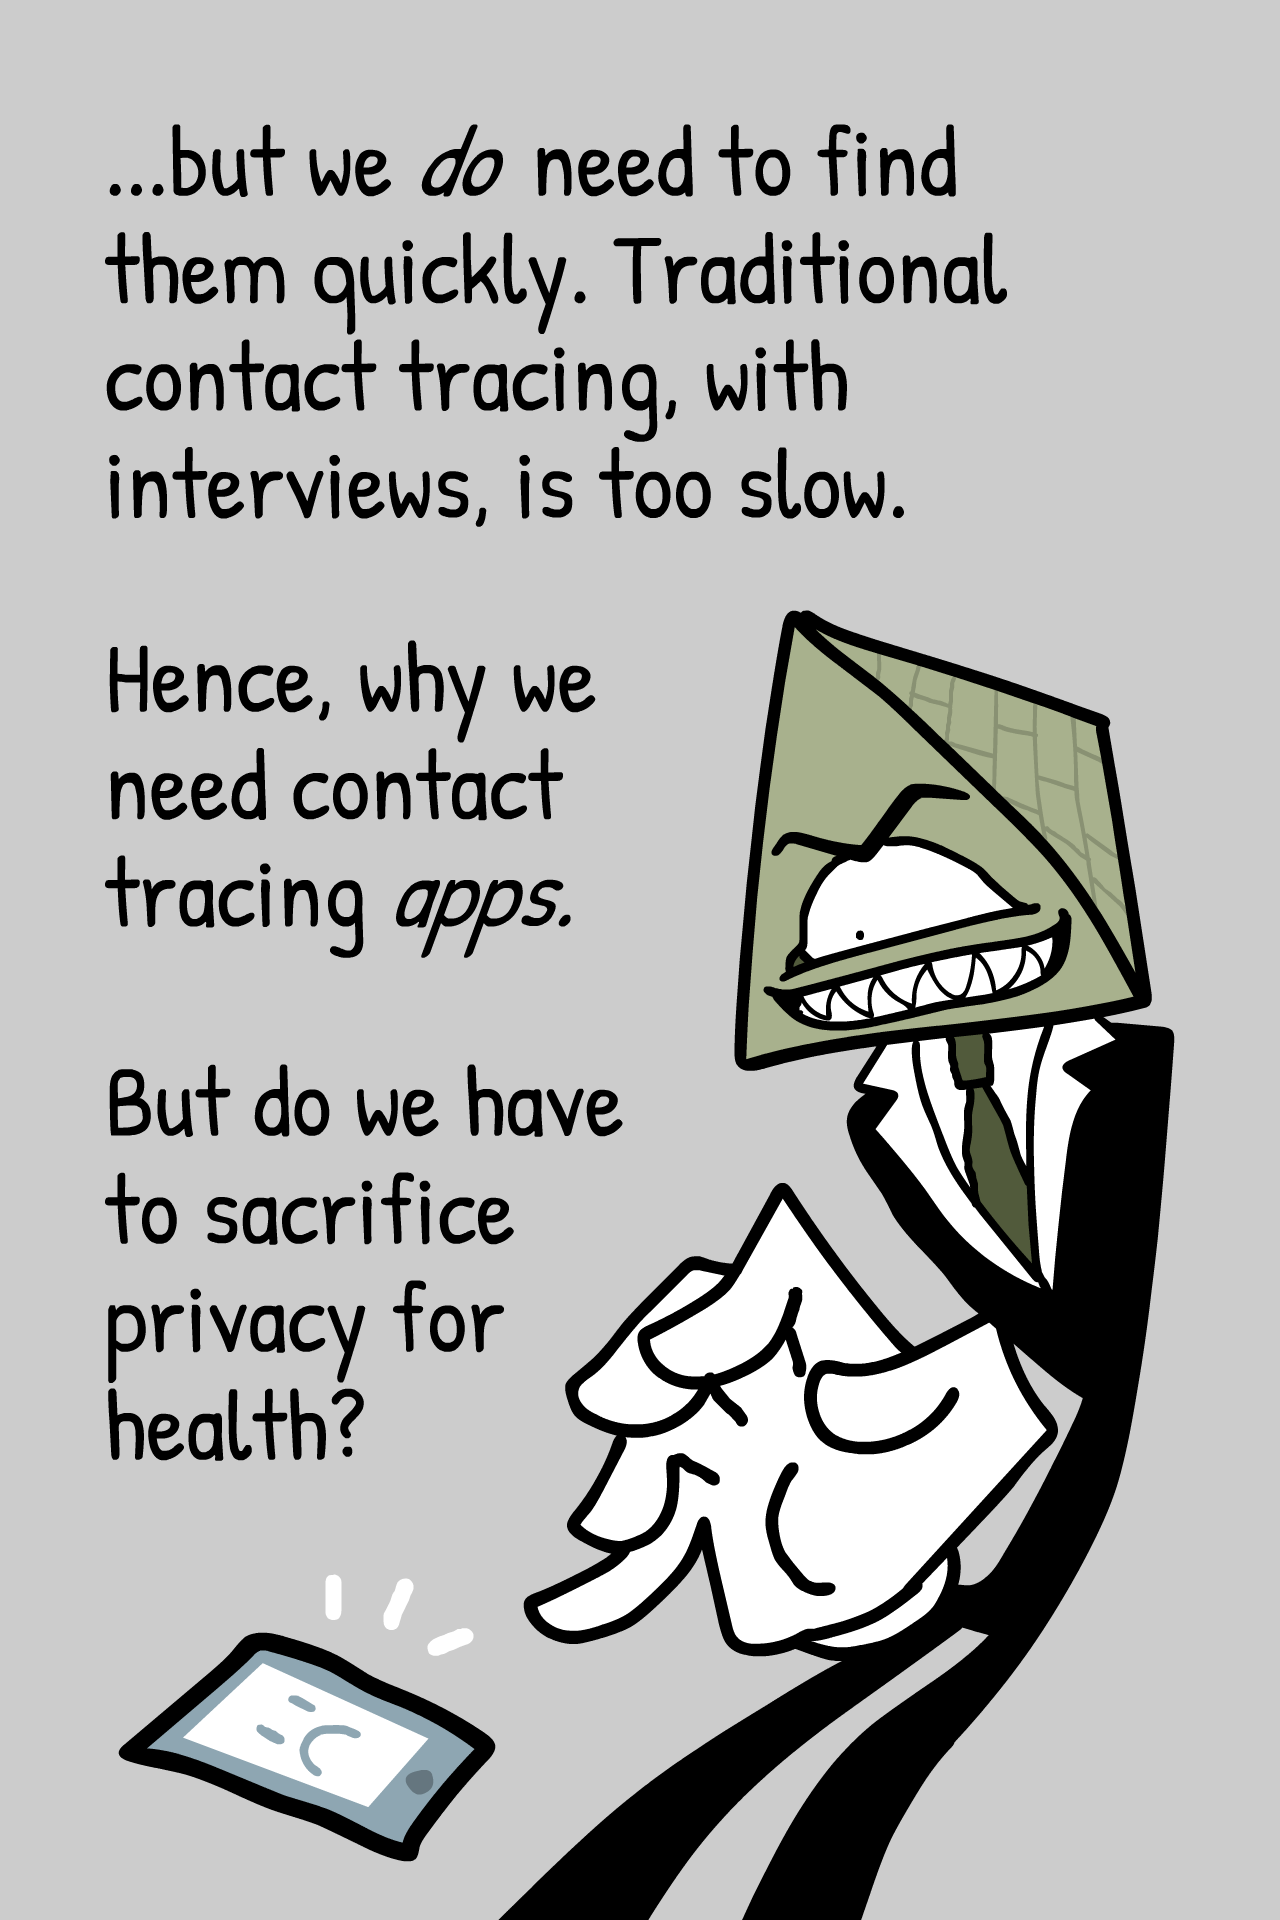 ...but we do need to find
them quickly. Traditional
contact tracing, with
interviews, is too slow.
Hence, why we
need contact
tracing apps.
But do we have
to sacrifice
privacy for
health?